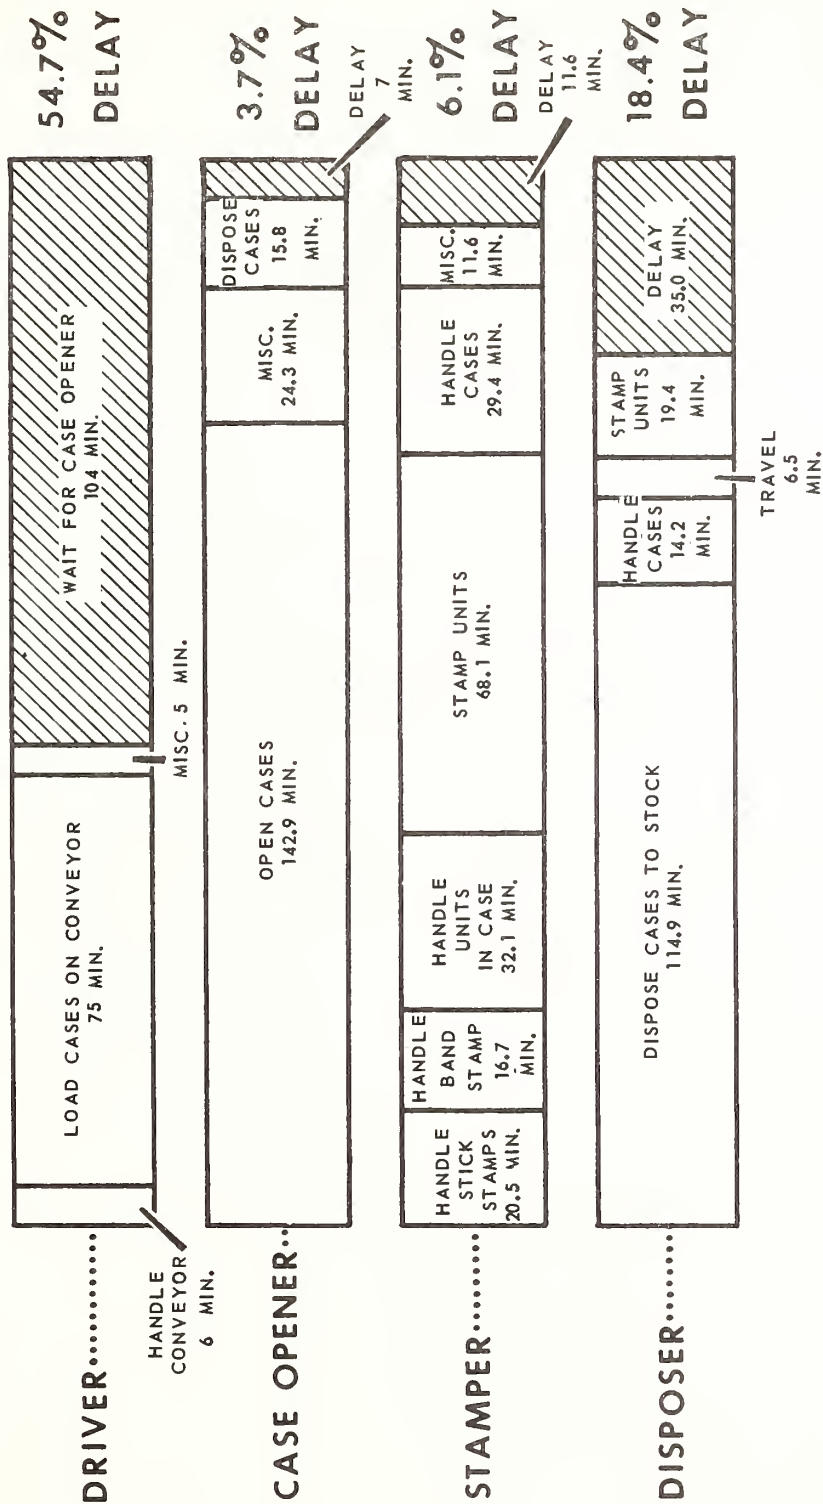 DRIVER............
HANDLE
CONVEYOR
6 MIN.
LOAD CASES ON CONVEYOR
75 MIN.
MISC. 5 MIN.
WAIT FOR CASE OPENER
104 MIN.
54.7%
DELAY
CASE OPENER..
OPEN CASES
142.9 MIN.
MISC.
24.3 MIN.
DISPOSE
CASES
15.8
MIN.
DELAY
7
MIN.
3.7%
DELAY
STAMPER.........
HANDLE
STICK
STAMPS
20.5 MIN.
HANDLE
BAND
STAMP
16.7
MIN.
HANDLE
UNITS
IN CASE
32.1 MIN.
STAMP UNITS
68.1 MIN.
HANDLE
CASES
29.4 MIN.
MISC.
11.6
MIN.
DELAY
11.6
MIN.
6.1%
DELAY
DISPOSER.......
DISPOSE CASES TO STOCK
114.9 MIN.
HANDLE
CASES
14.2
MIN.
TRAVEL
6.5
MIN.
STAMP
UNITS
19.4
MIN.
DELAY
35.0 MIN.
18.4%
DELAY